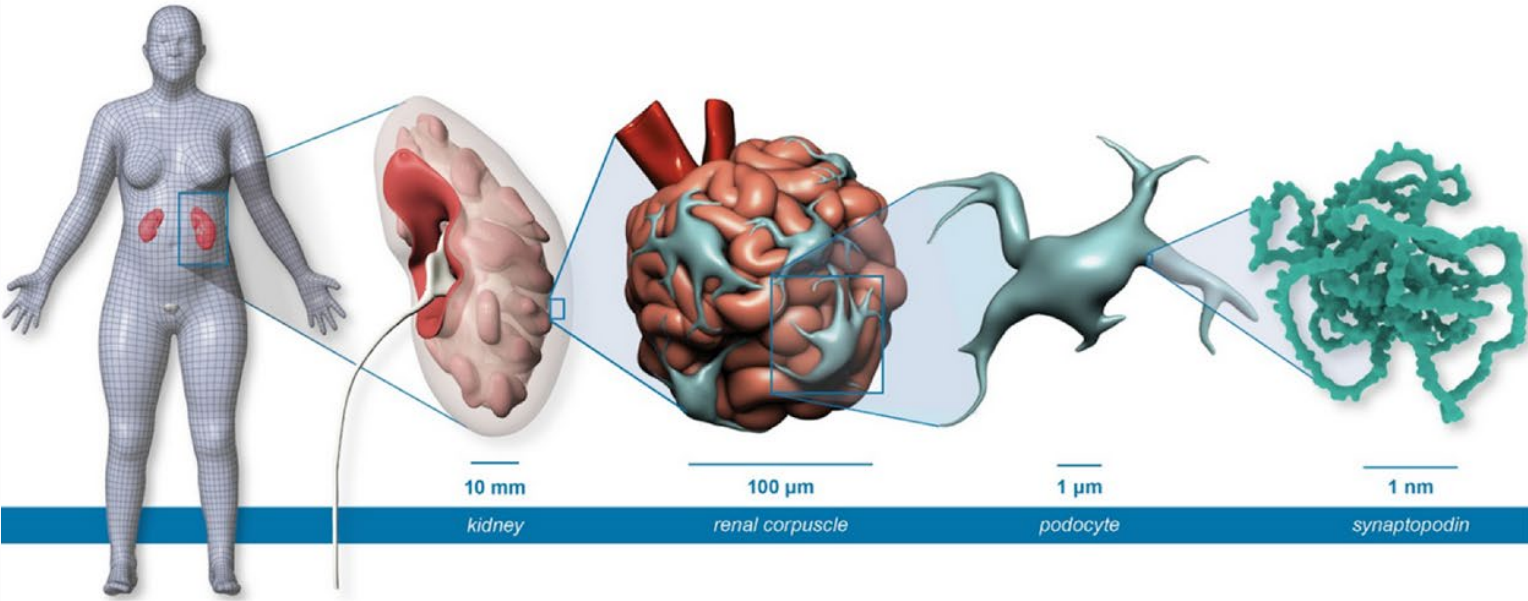 10 mm
100 µm
1 µm
1 nm
kidney
renal corpuscle
podocyte
synaptopodin